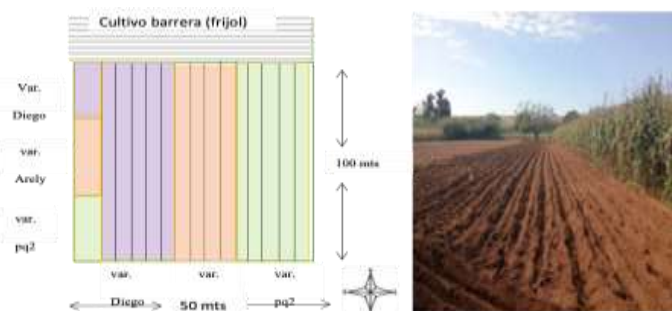 Cultivo barrera (frijol)
Var.
Diego
var.
Arely
var.
pq2
100 mts
var. var. var.
Diego 50 mts pq2